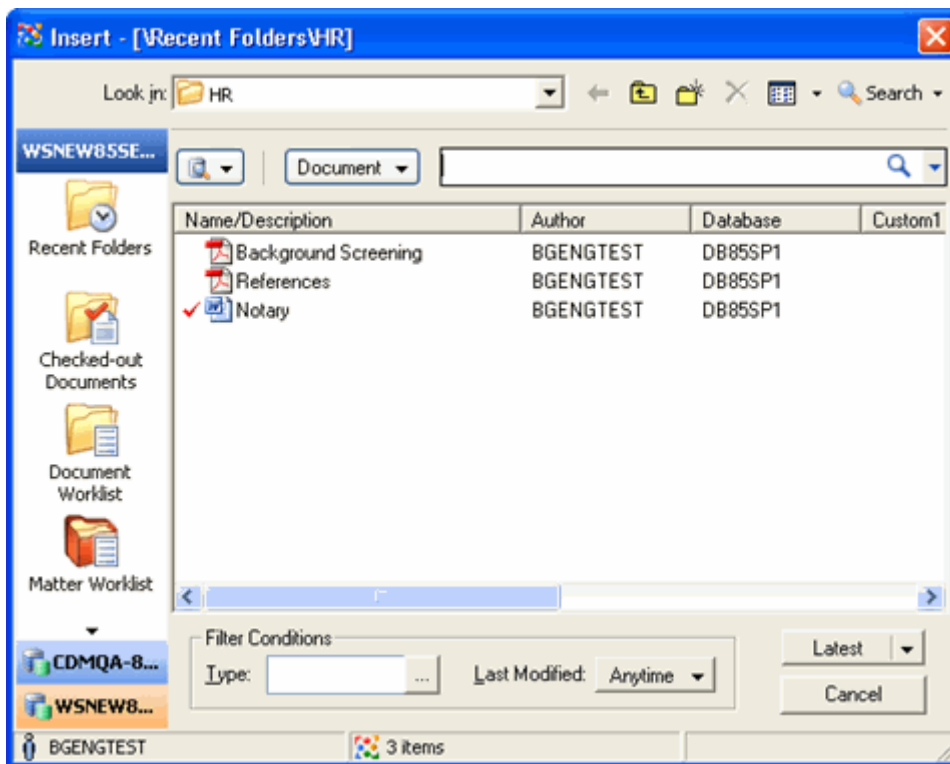 Insert - [\Recent Folders\HR]
Look in: HR Search
WSNEW85SE... Document
Name/Description Author Database Custom1
Background Screening BGENGTEST DB85SP1
References BGENGTEST DB85SP1
Notary BGENGTEST DB85SP1
Recent Folders
Checked-out
Documents
Document
Worklist
Matter Worklist
CDMQA-8...
WSNEW8...
Filter Conditions
Type: ... Last Modified: Anytime
Latest
Cancel
BGENGTEST 3 items